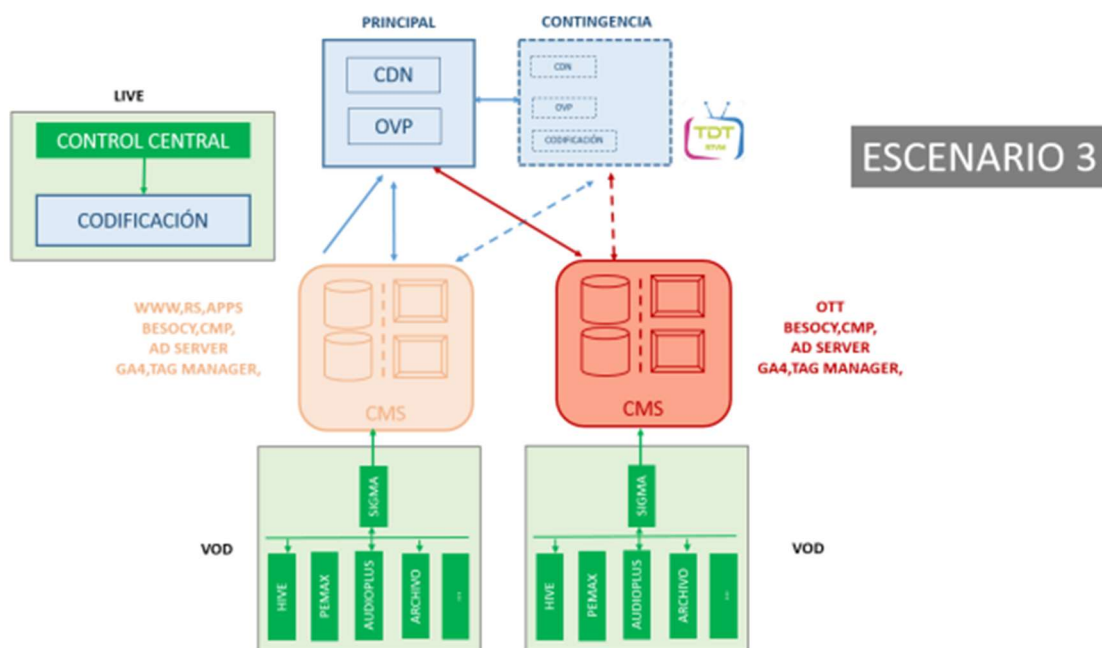 PRINCIPAL
CONTINGENCIA
CDN
OVP
CDN
OVP
CODIFICACIÓN
TDT
RTVM
LIVE
CONTROL CENTRAL
CODIFICACIÓN
ESCENARIO 3
WWW,RS,APPS
BESOCY,CMP,
AD SERVER
GA4,TAG MANAGER,
CMS
CMS
OTT
BESOCY,CMP,
AD SERVER
GA4,TAG MANAGER,
VOD
SIGMA
HIVE
PEMAX
AUDIOPLUS
ARCHIVO
...
SIGMA
HIVE
PEMAX
AUDIOPLUS
ARCHIVO
...
VOD